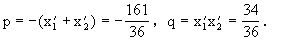 p = −(x₁′ + x₂′) = −161/36 , q = x₁′x₂′ = 34/36 .